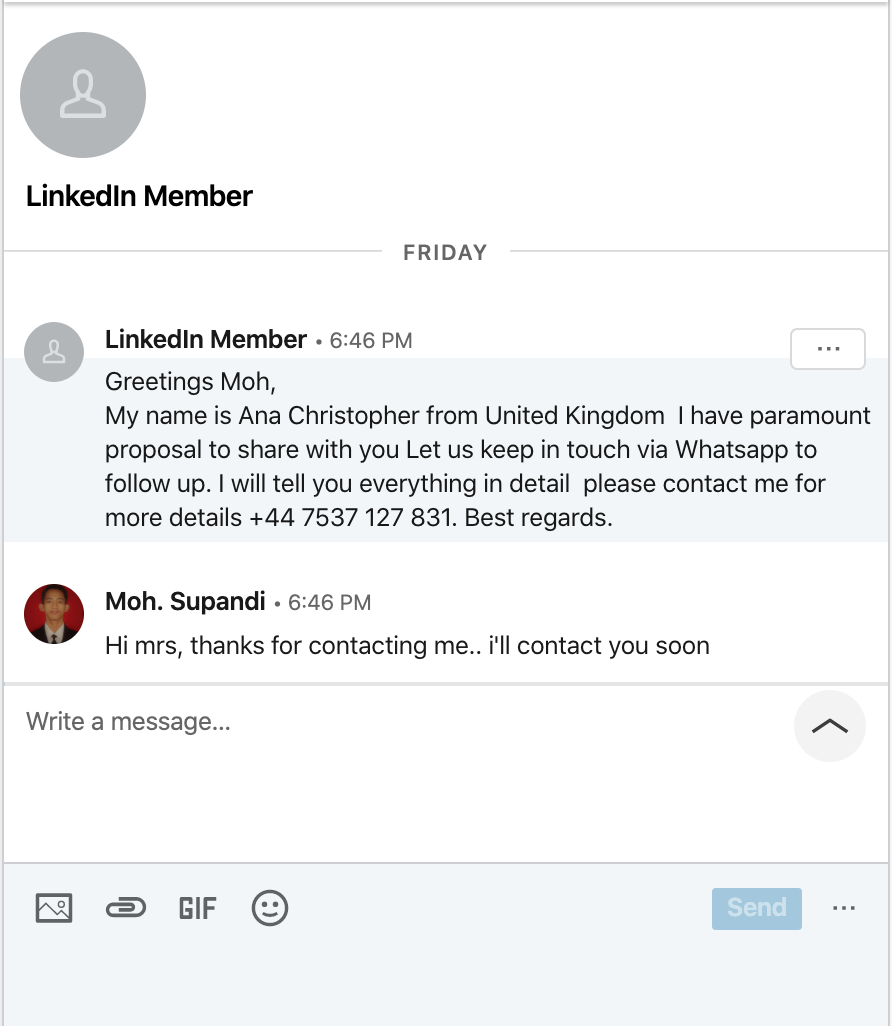 LinkedIn Member
FRIDAY
LinkedIn Member • 6:46 PM
Greetings Moh,
My name is Ana Christopher from United Kingdom  I have paramount
proposal to share with you Let us keep in touch via Whatsapp to
follow up. I will tell you everything in detail  please contact me for
more details +44 7537 127 831. Best regards.
Moh. Supandi • 6:46 PM
Hi mrs, thanks for contacting me.. i'll contact you soon
Write a message...
GIF
Send